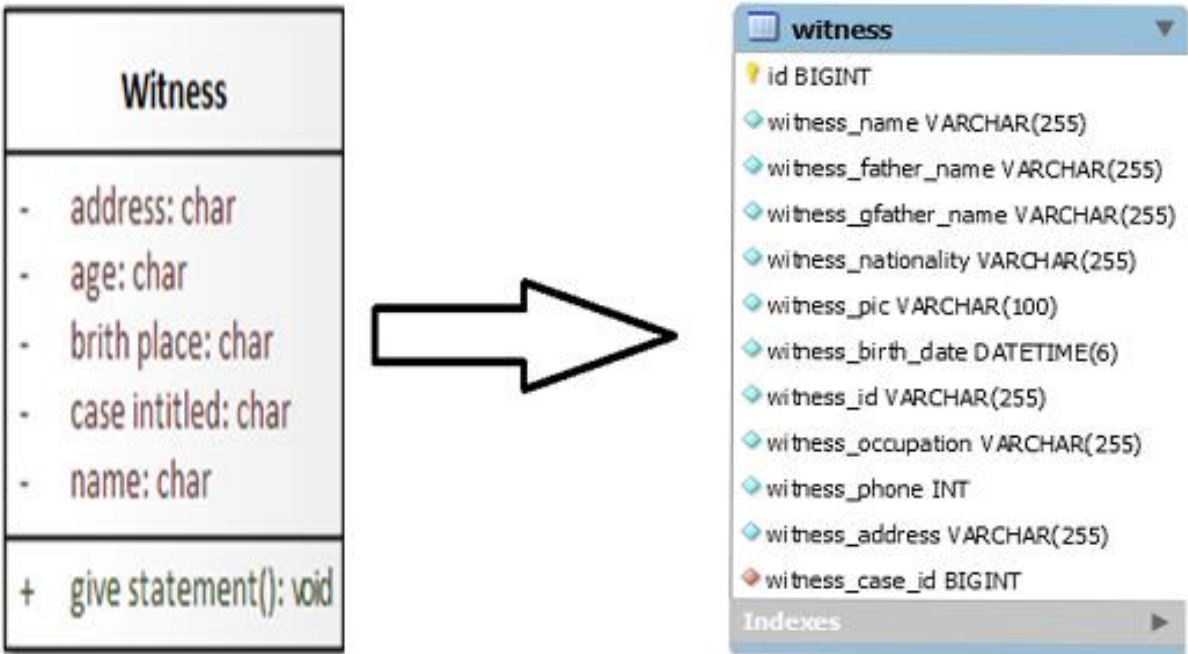 Witness
- address: char
- age: char
- brith place: char
- case intitled: char
- name: char
+ give statement(): void
witness
id BIGINT
witness_name VARCHAR(255)
witness_father_name VARCHAR(255)
witness_gfather_name VARCHAR(255)
witness_nationality VARCHAR(255)
witness_pic VARCHAR(100)
witness_birth_date DATETIME(6)
witness_id VARCHAR(255)
witness_occupation VARCHAR(255)
witness_phone INT
witness_address VARCHAR(255)
witness_case_id BIGINT
Indexes